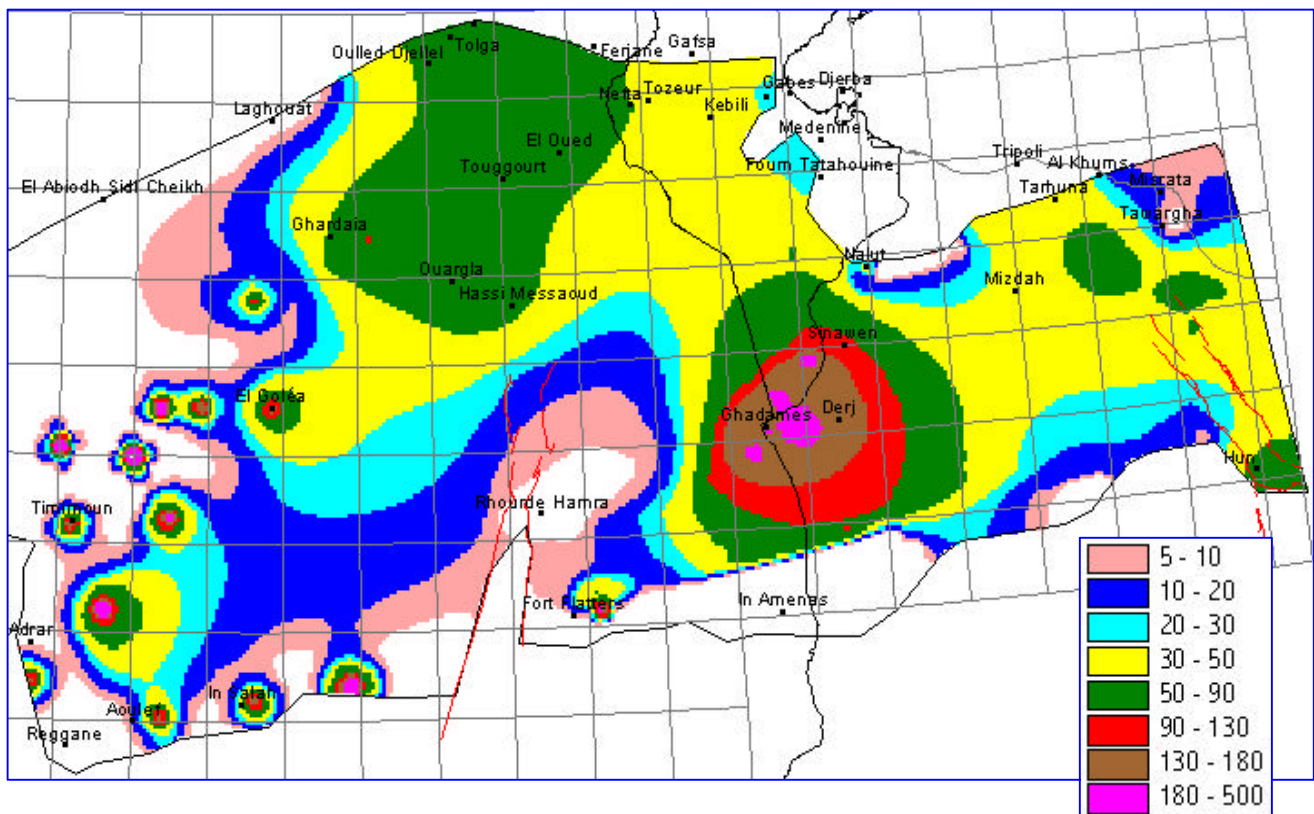 Tolga
Oulled Djellel
Ferjane
Gafsa
Laghouat
Nefta
Tozeur
Kebili
Gabes
Djerba
El Oued
Medenine
Touggourt
Foum Tatahouine
Tripoli
Al Khums
El Abiodh Sidi Cheikh
Tarhuna
Misrata
Tawargha
Ghardaia
Nalut
Ouargla
Hassi Messaoud
Mizdah
Sinawen
El Goléa
Ghadames
Derj
Hun
Timimoun
Rhourde Hamra
Fort Flatters
In Amenas
Adrar
In Salah
Aoulef
Reggane
5 - 10
10 - 20
20 - 30
30 - 50
50 - 90
90 - 130
130 - 180
180 - 500